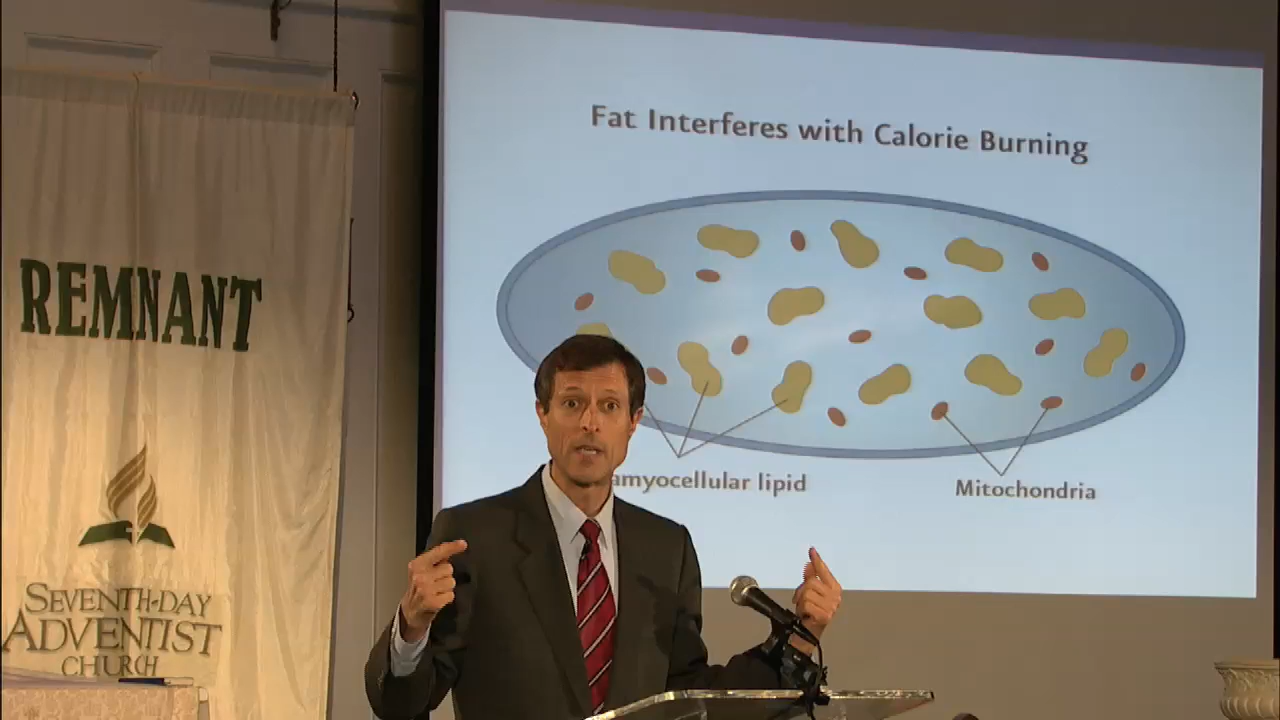 REMNANT
SEVENTH-DAY
ADVENTIST
CHURCH
Fat Interferes with Calorie Burning
amyocellular lipid
Mitochondria